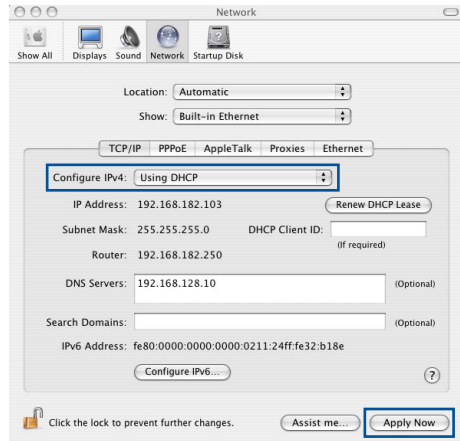 Network
Show All Displays Sound Network Startup Disk
Location: Automatic
Show: Built-in Ethernet
TCP/IP PPPoE AppleTalk Proxies Ethernet
Configure IPv4: Using DHCP
IP Address: 192.168.182.103 Renew DHCP Lease
Subnet Mask: 255.255.255.0 DHCP Client ID:
(If required)
Router: 192.168.182.250
DNS Servers: 192.168.128.10 (Optional)
Search Domains: (Optional)
IPv6 Address: fe80:0000:0000:0000:0211:24ff:fe32:b18e
Configure IPv6... ?
Click the lock to prevent further changes. Assist me... Apply Now